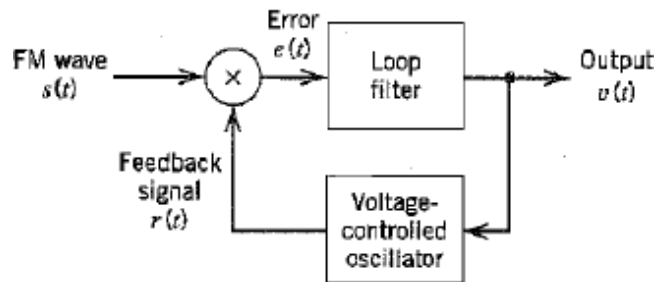 FM wave
s(t)
×
Error
e(t)
Loop
filter
Output
v(t)
Feedback
signal
r(t)
Voltage-
controlled
oscillator